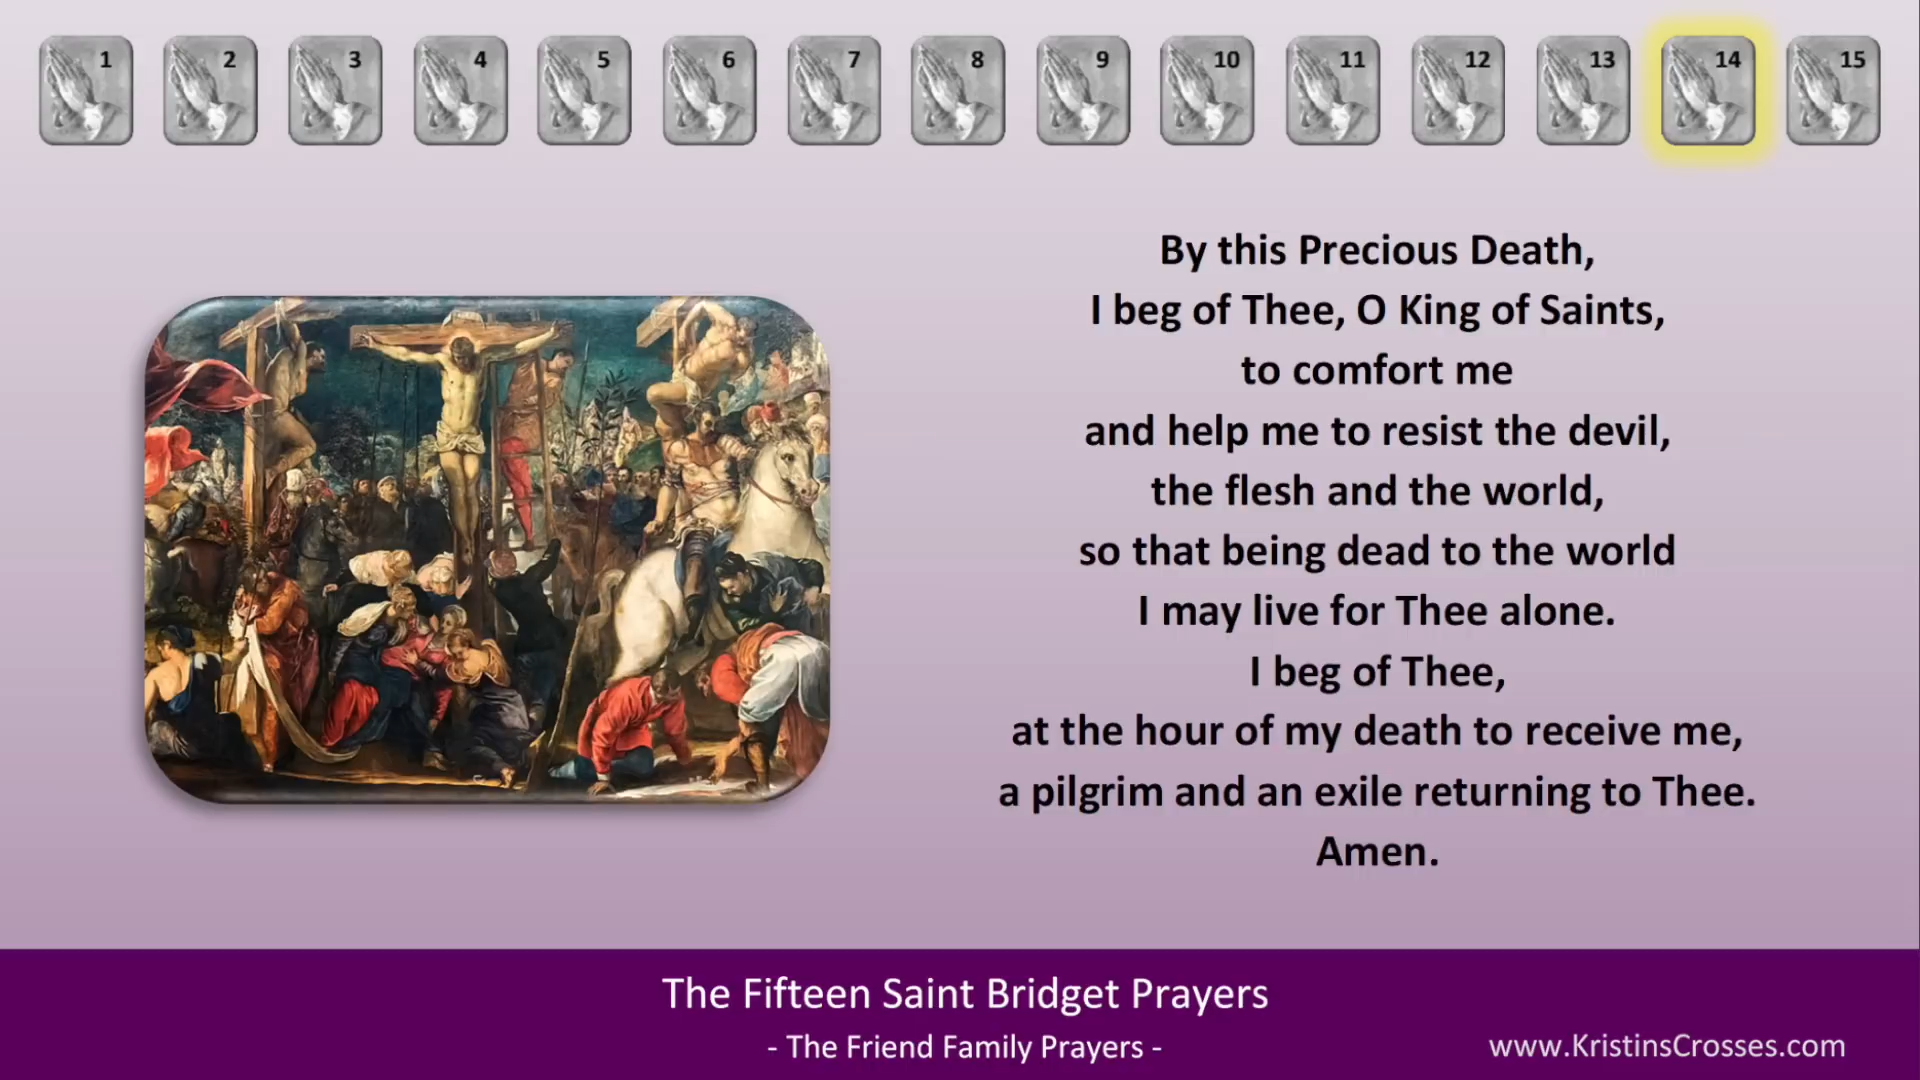 1 2 3 4 5 6 7 8 9 10 11 12 13 14 15
By this Precious Death,
I beg of Thee, O King of Saints,
to comfort me
and help me to resist the devil,
the flesh and the world,
so that being dead to the world
I may live for Thee alone.
I beg of Thee,
at the hour of my death to receive me,
a pilgrim and an exile returning to Thee.
Amen.
The Fifteen Saint Bridget Prayers
- The Friend Family Prayers -
www.KristinsCrosses.com